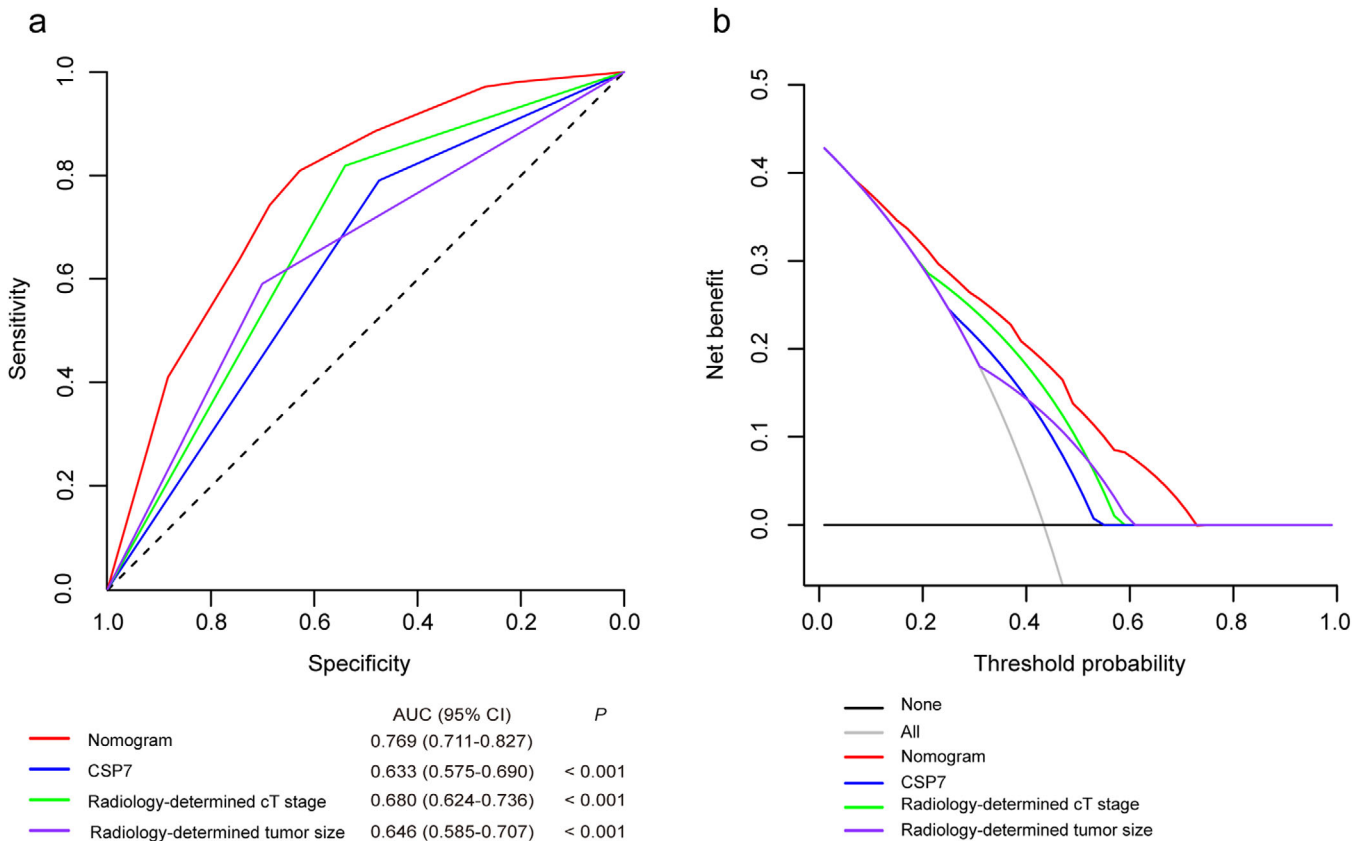 a
1.0
0.8
0.6
0.4
0.2
0.0
Sensitivity
1.0 0.8 0.6 0.4 0.2 0.0
Specificity
AUC (95% CI) P
Nomogram 0.769 (0.711-0.827)
CSP7 0.633 (0.575-0.690) < 0.001
Radiology-determined cT stage 0.680 (0.624-0.736) < 0.001
Radiology-determined tumor size 0.646 (0.585-0.707) < 0.001
b
0.5
0.4
0.3
0.2
0.1
0.0
Net benefit
0.0 0.2 0.4 0.6 0.8 1.0
Threshold probability
None
All
Nomogram
CSP7
Radiology-determined cT stage
Radiology-determined tumor size